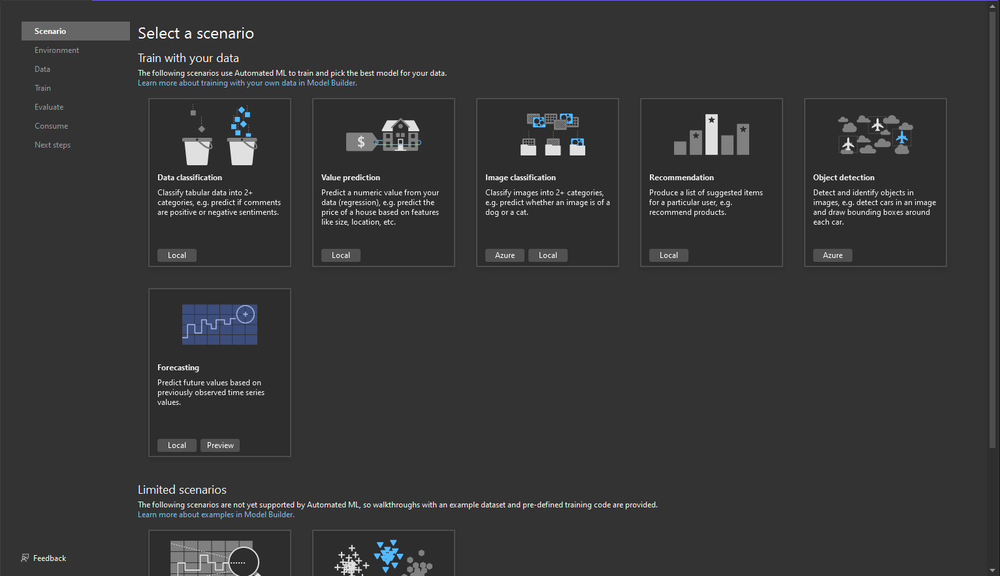 Scenario
Environment
Data
Train
Evaluate
Consume
Next steps
Feedback
Select a scenario
Train with your data
The following scenarios use Automated ML to train and pick the best model for your data.
Learn more about training with your own data in Model Builder.
$
Data classification
Classify tabular data into 2+
categories, e.g. predict if comments
are positive or negative sentiments.
Local
Value prediction
Predict a numeric value from your
data (regression), e.g. predict the
price of a house based on features
like size, location, etc.
Local
Image classification
Classify images into 2+ categories,
e.g. predict whether an image is of a
dog or a cat.
Azure
Local
Recommendation
Produce a list of suggested items
for a particular user, e.g.
recommend products.
Local
Object detection
Detect and identify objects in
images, e.g. detect cars in an image
and draw bounding boxes around
each car.
Azure
Forecasting
Predict future values based on
previously observed time series
values.
Local
Preview
Limited scenarios
The following scenarios are not yet supported by Automated ML, so walkthroughs with an example dataset and pre-defined training code are provided.
Learn more about examples in Model Builder.